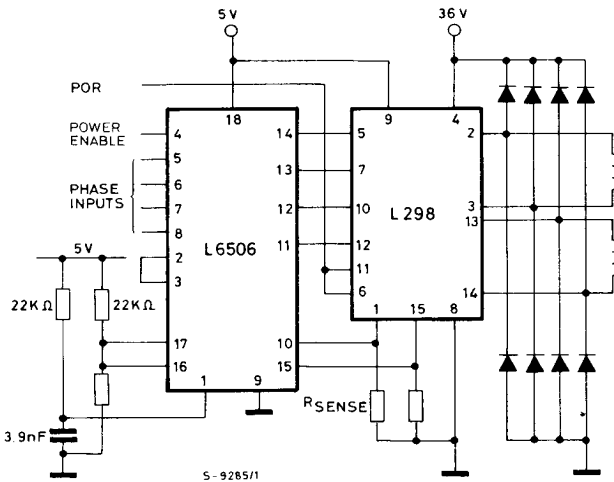 5V
36V
POR
18
9
4
POWER
ENABLE
4
14
5
2
5
PHASE
INPUTS
6
13
7
7
12
10
3
8
L6506
L298
13
5V
2
11
12
3
11
6
14
22KΩ
22KΩ
1
15
8
17
10
16
15
1
9
RSENSE
3.9nF
S-9285/1